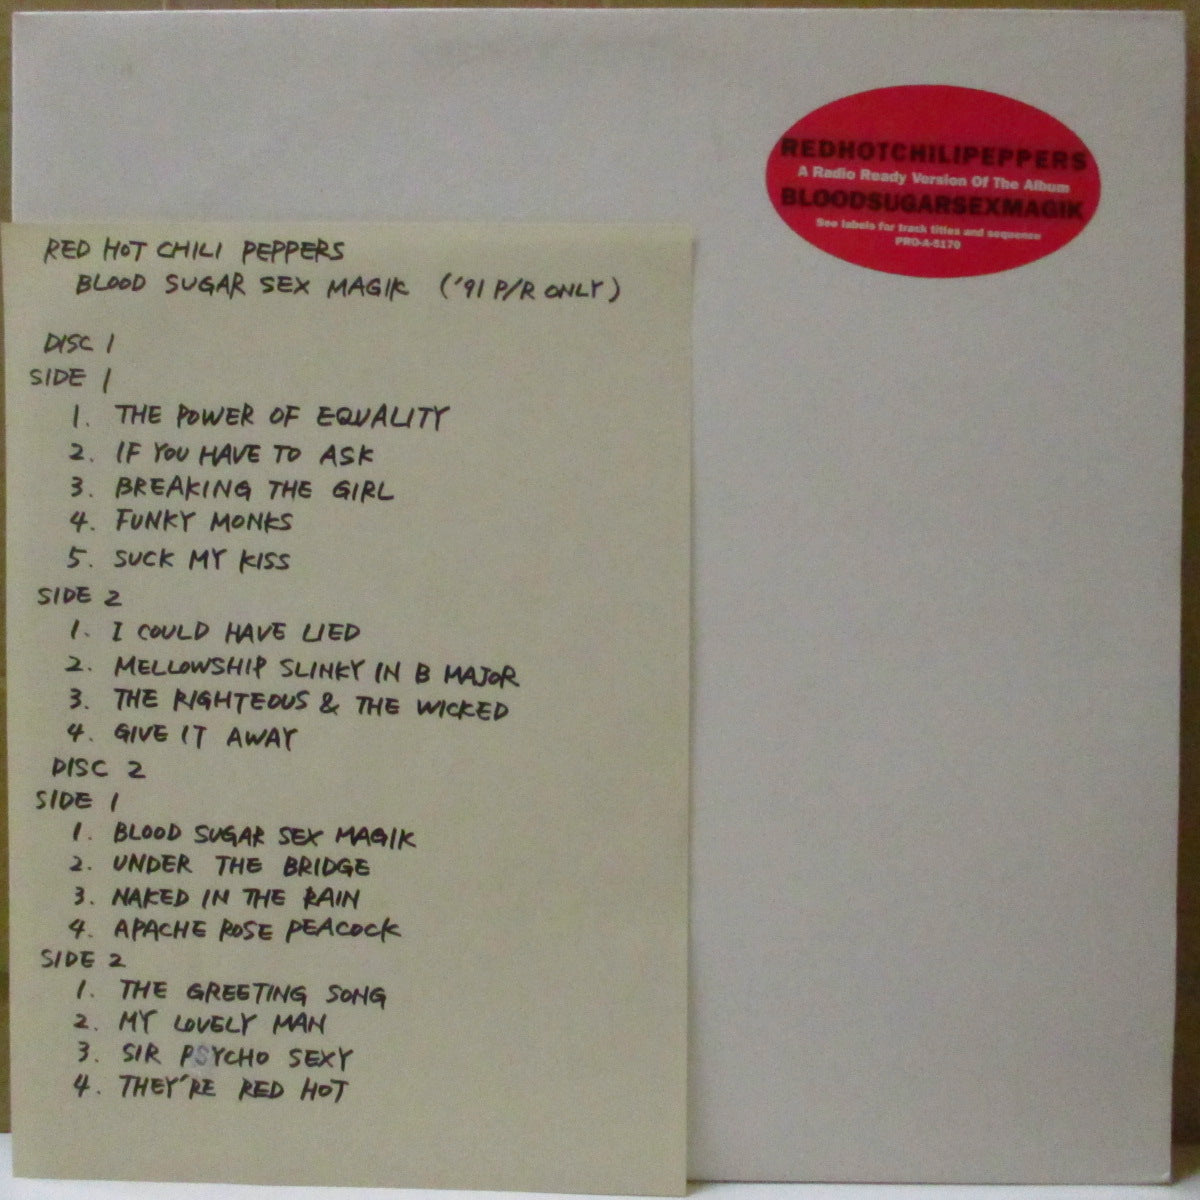 REDHOTCHILIPEPPERS
A Radio Ready Version Of The Album
BLOODSUGARSEXMAGIK
See labels for track titles and sequence
PRO-A-5170
RED HOT CHILI PEPPERS
BLOOD SUGAR SEX MAGIK ('91 P/R ONLY)
DISC 1
SIDE 1
1. THE POWER OF EQUALITY
2. IF YOU HAVE TO ASK
3. BREAKING THE GIRL
4. FUNKY MONKS
5. SUCK MY KISS
SIDE 2
1. I COULD HAVE LIED
2. MELLOWSHIP SLINKY IN B MAJOR
3. THE RIGHTEOUS & THE WICKED
4. GIVE IT AWAY
DISC 2
SIDE 1
1. BLOOD SUGAR SEX MAGIK
2. UNDER THE BRIDGE
3. NAKED IN THE RAIN
4. APACHE ROSE PEACOCK
SIDE 2
1. THE GREETING SONG
2. MY LOVELY MAN
3. SIR PSYCHO SEXY
4. THEY'RE RED HOT